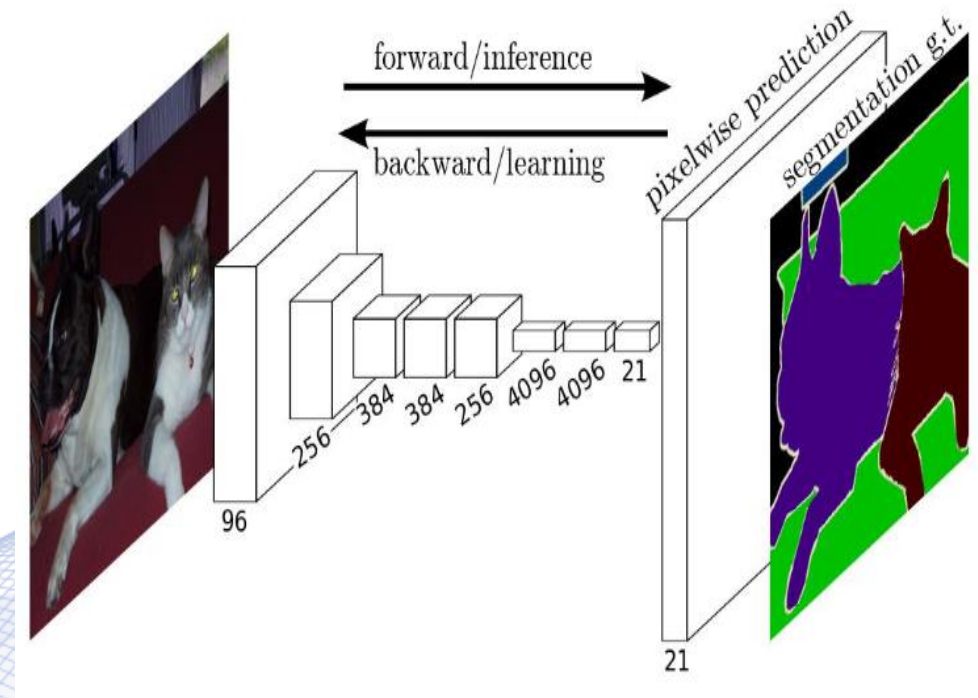 forward/inference
backward/learning
pixelwise prediction
segmentation g.t.
96
256
384
384
256
4096
4096
21
21